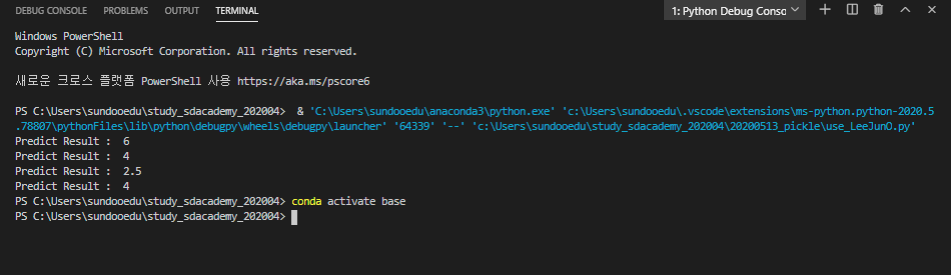 DEBUG CONSOLE PROBLEMS OUTPUT TERMINAL 1: Python Debug Consc
Windows PowerShell
Copyright (C) Microsoft Corporation. All rights reserved.
새로운 크로스 플랫폼 PowerShell 사용 https://aka.ms/pscore6
PS C:\Users\sundooedu\study_sdacademy_202004> & 'C:\Users\sundooedu\anaconda3\python.exe' 'c:\Users\sundooedu\.vscode\extensions\ms-python.python-2020.5
.78807\pythonFiles\lib\python\debugpy\wheels\debugpy\launcher' '64339' '--' 'c:\Users\sundooedu\study_sdacademy_202004\20200513_pickle\use_LeeJunO.py'
Predict Result : 6
Predict Result : 4
Predict Result : 2.5
Predict Result : 4
PS C:\Users\sundooedu\study_sdacademy_202004> conda activate base
PS C:\Users\sundooedu\study_sdacademy_202004>